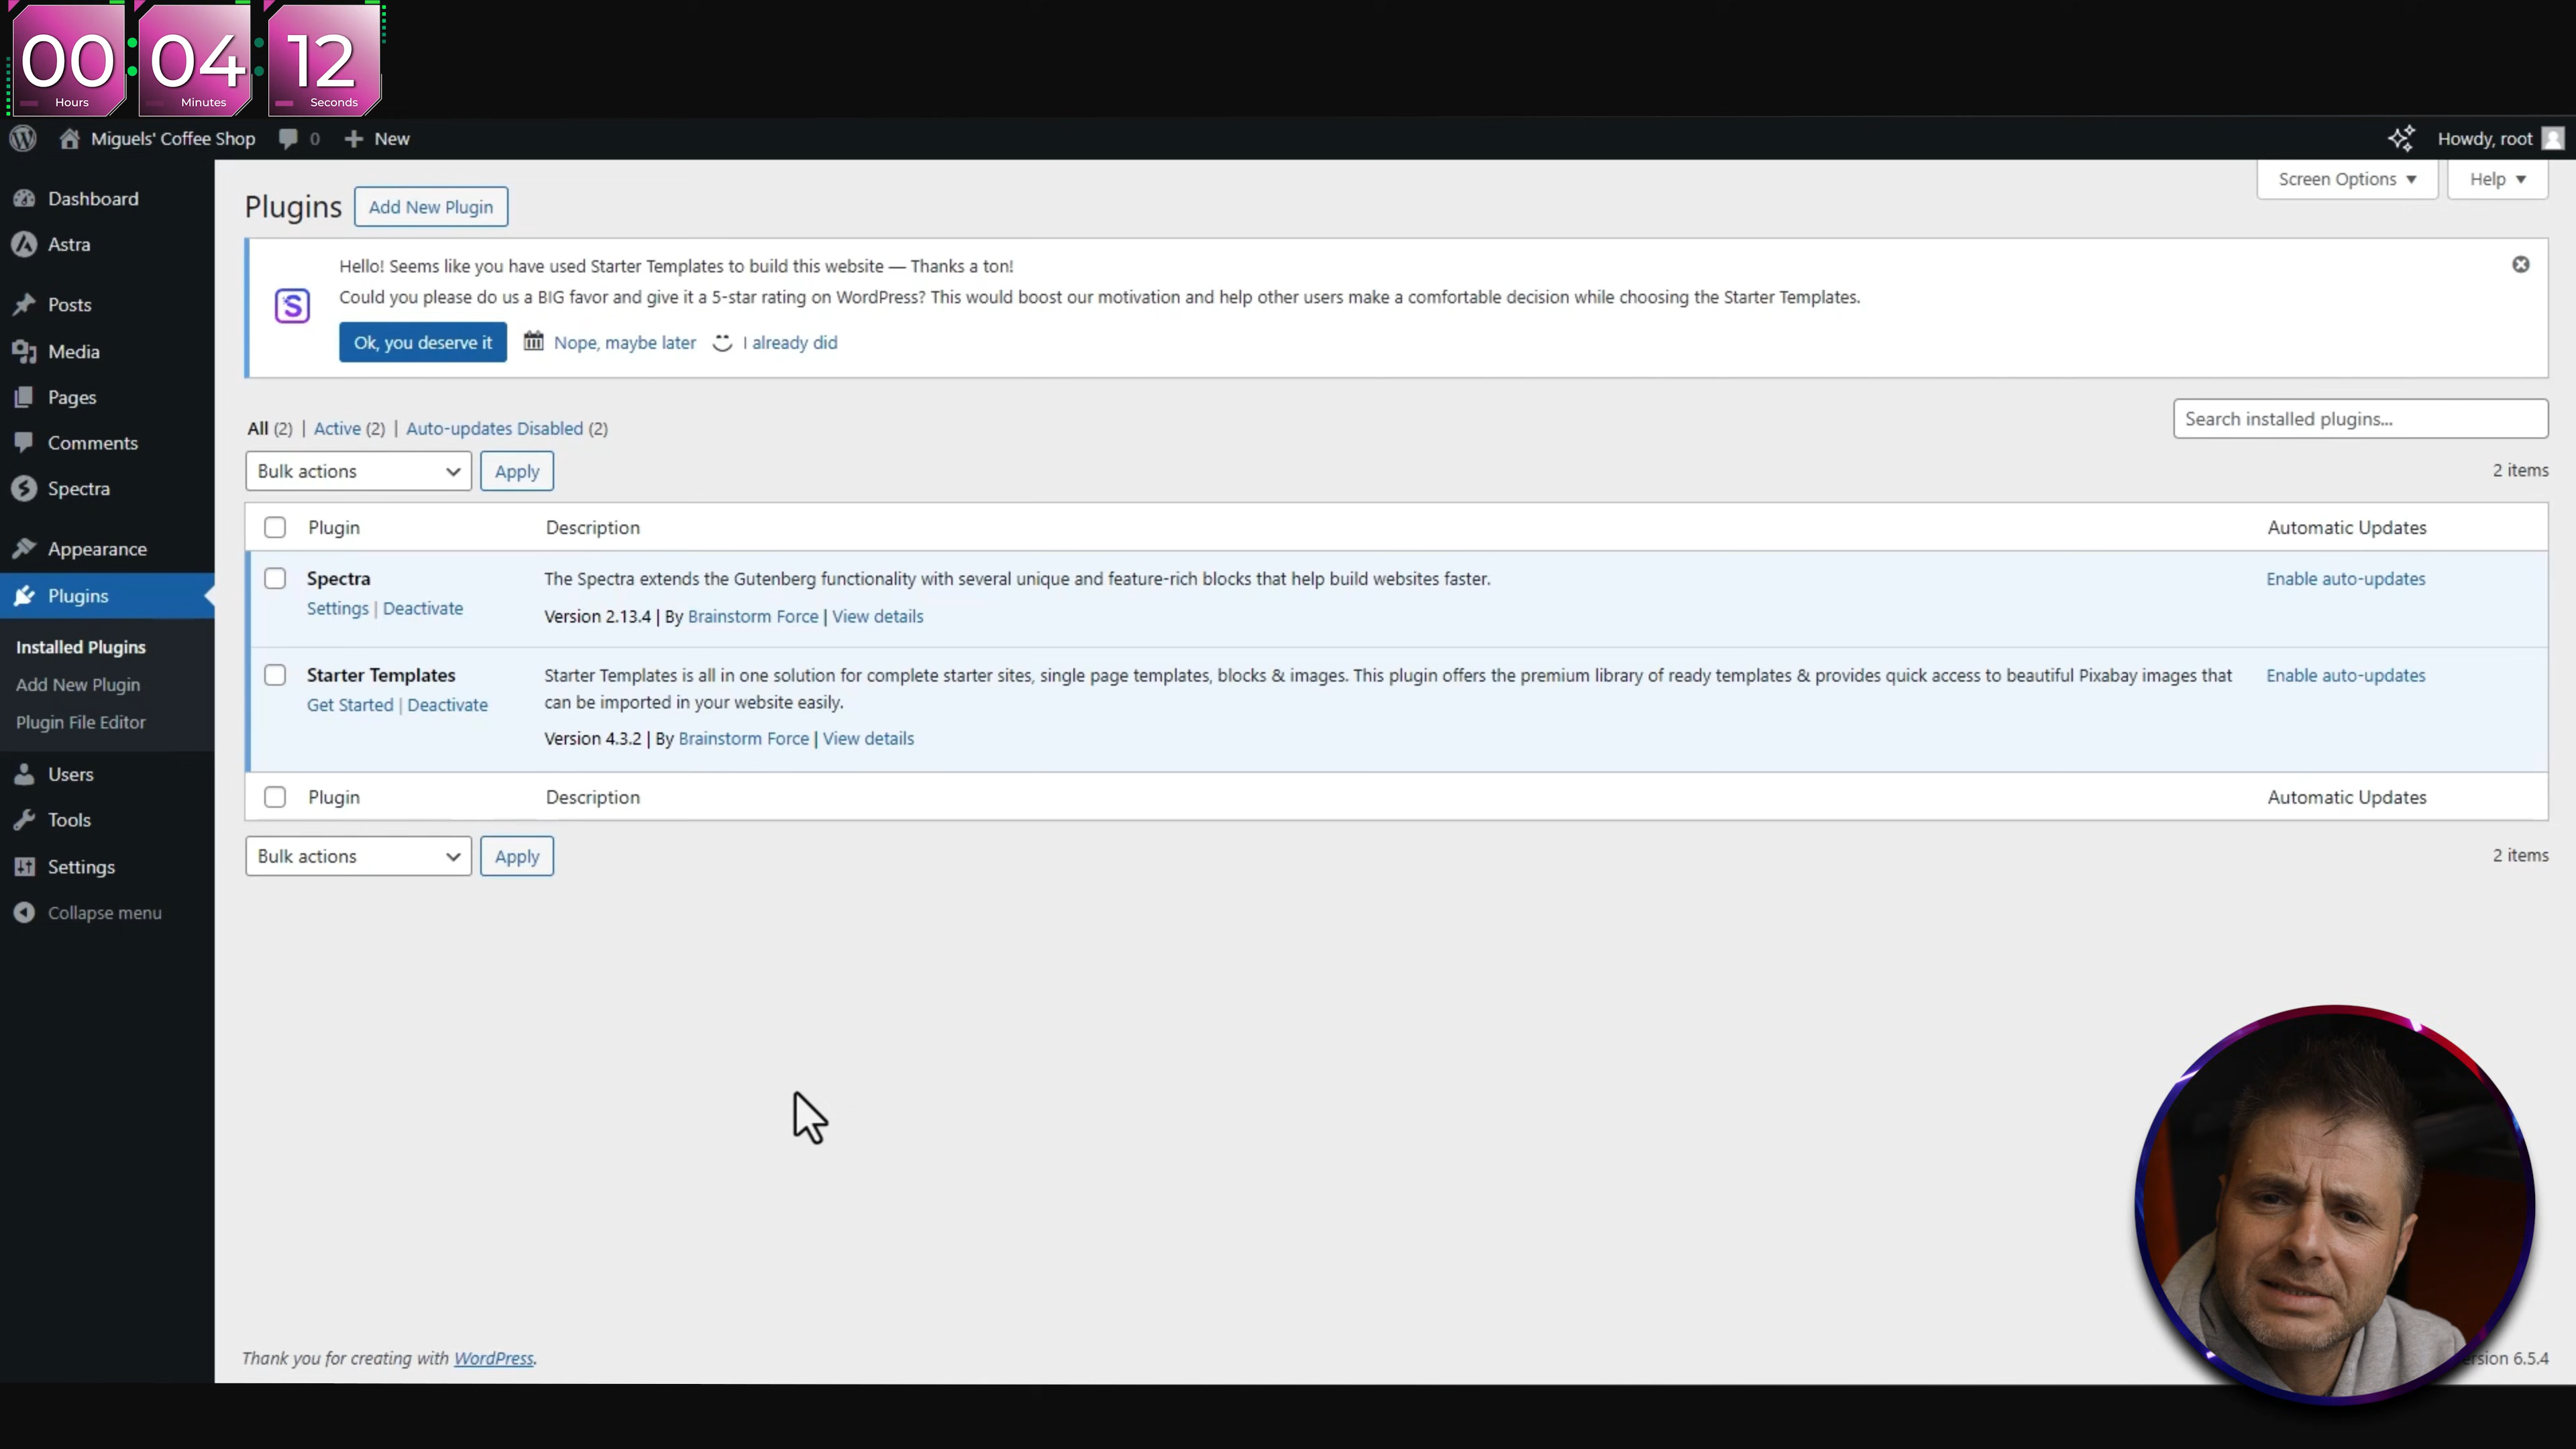 00 : 04 : 12
Hours Minutes Seconds
Miguels' Coffee Shop 0 New
Howdy, root
Dashboard
Astra
Posts
Media
Pages
Comments
Spectra
Appearance
Plugins
Installed Plugins
Add New Plugin
Plugin File Editor
Users
Tools
Settings
Collapse menu
Screen Options Help
Plugins Add New Plugin
Hello! Seems like you have used Starter Templates to build this website — Thanks a ton!
Could you please do us a BIG favor and give it a 5-star rating on WordPress? This would boost our motivation and help other users make a comfortable decision while choosing the Starter Templates.
Ok, you deserve it Nope, maybe later I already did
All (2) | Active (2) | Auto-updates Disabled (2)
Search installed plugins...
Bulk actions Apply
2 items
Plugin Description Automatic Updates
Spectra The Spectra extends the Gutenberg functionality with several unique and feature-rich blocks that help build websites faster. Enable auto-updates
Settings | Deactivate
Version 2.13.4 | By Brainstorm Force | View details
Starter Templates Starter Templates is all in one solution for complete starter sites, single page templates, blocks & images. This plugin offers the premium library of ready templates & provides quick access to beautiful Pixabay images that Enable auto-updates
Get Started | Deactivate can be imported in your website easily.
Version 4.3.2 | By Brainstorm Force | View details
Plugin Description Automatic Updates
Bulk actions Apply
2 items
Thank you for creating with WordPress.
6.5.4